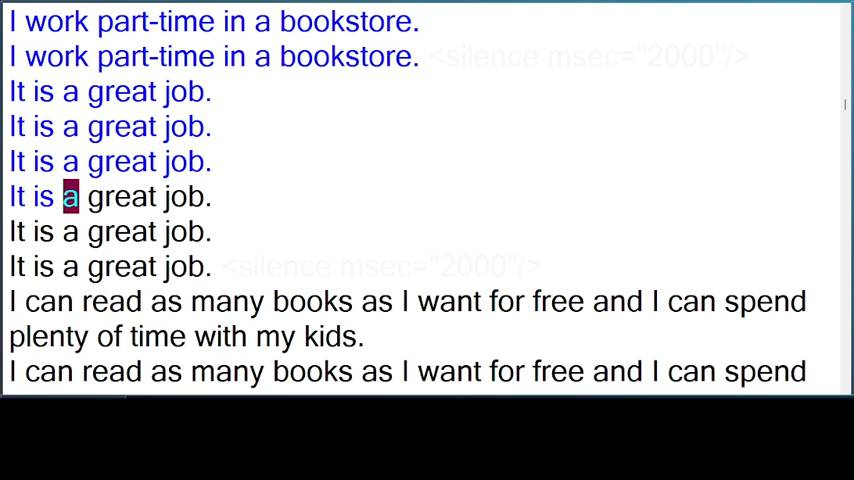 I work part-time in a bookstore.
I work part-time in a bookstore. <silence msec="2000"/>
It is a great job.
It is a great job.
It is a great job.
It is a great job.
It is a great job.
It is a great job. <silence msec="2000"/>
I can read as many books as I want for free and I can spend
plenty of time with my kids.
I can read as many books as I want for free and I can spend